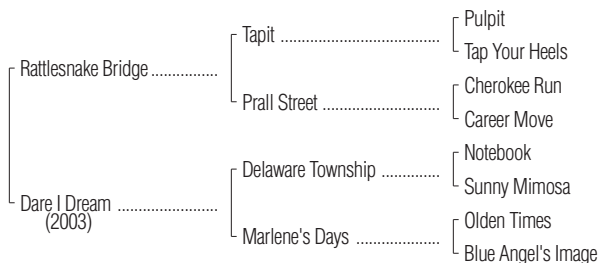 Pulpit
Tapit
Tap Your Heels
Rattlesnake Bridge
Cherokee Run
Prall Street
Career Move
Notebook
Delaware Township
Sunny Mimosa
Dare I Dream
(2003)
Olden Times
Marlene's Days
Blue Angel's Image